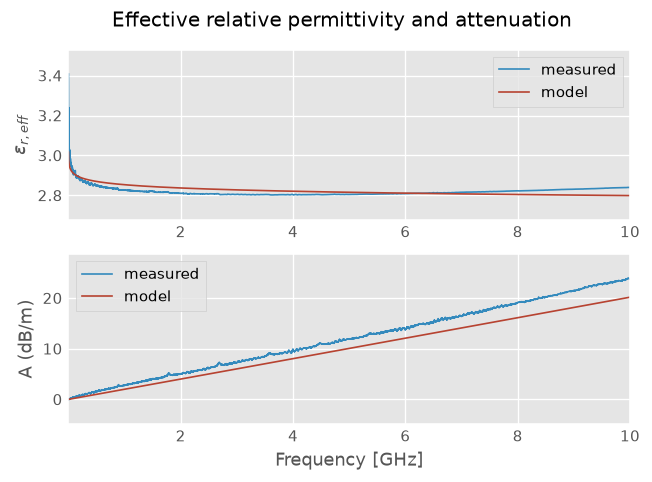 Effective relative permittivity and attenuation
measured
model
3.4
3.2
3.0
2.8
εr,eff
2 4 6 8 10
measured
model
20
10
0
A (dB/m)
2 4 6 8 10
Frequency [GHz]